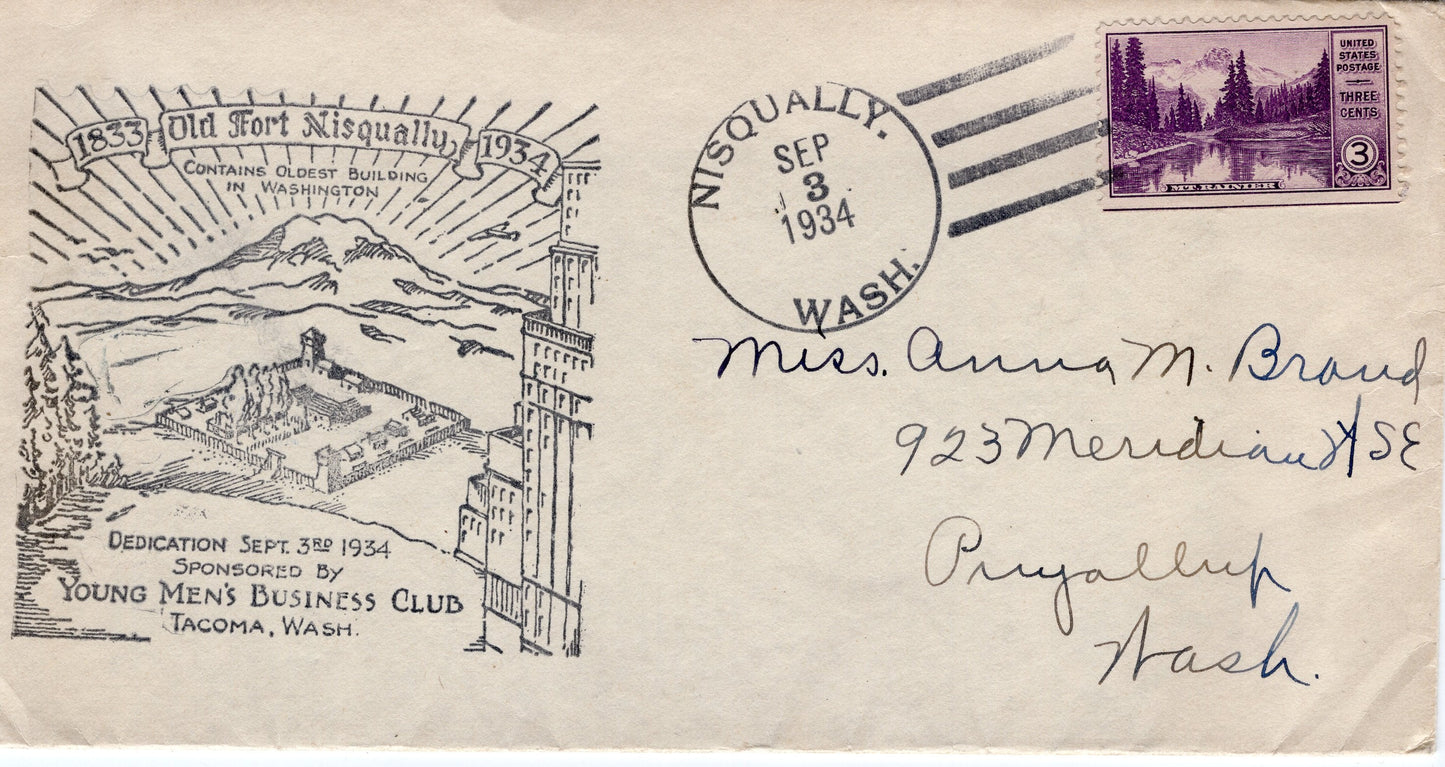 1833 Old Fort Nisqually 1934
CONTAINS OLDEST BUILDING
IN WASHINGTON
DEDICATION SEPT. 3RD 1934
SPONSORED BY
YOUNG MEN'S BUSINESS CLUB
TACOMA, WASH.
NISQUALLY.
SEP
3
1934
WASH.
UNITED
STATES
POSTAGE
THREE
CENTS
3
MT. RAINIER
Miss. Anna M. Brand
923 Meridian St SE
Puyallup
Wash.